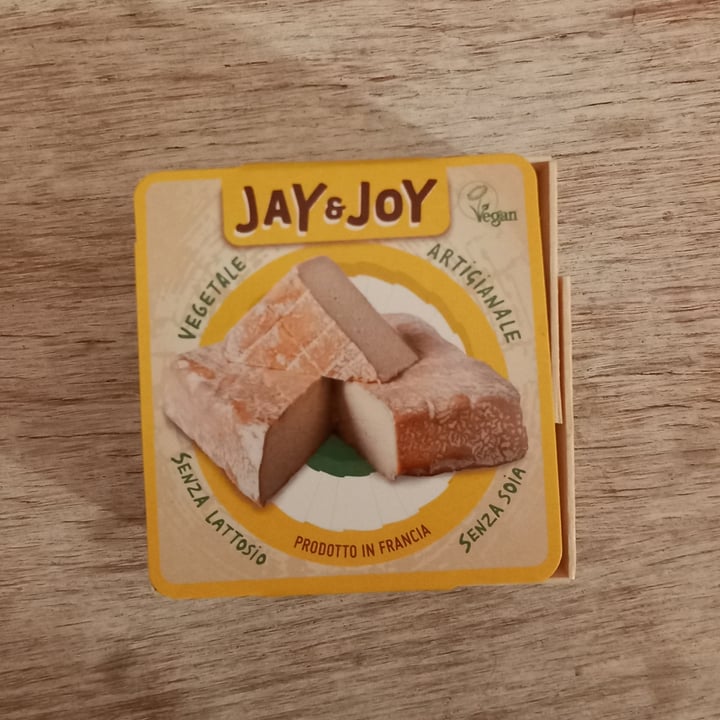 JAY & JOY
Vegan
VEGETALE
ARTIGIANALE
SENZA LATTOSIO
SENZA SOIA
PRODOTTO IN FRANCIA